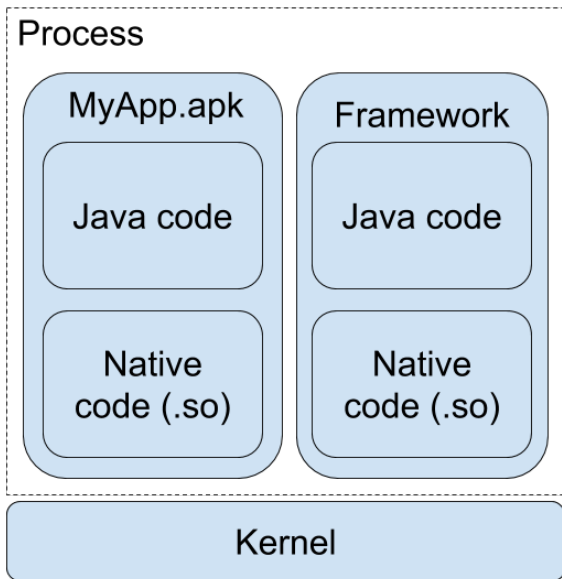 Process
MyApp.apk
Java code
Native
code (.so)
Framework
Java code
Native
code (.so)
Kernel